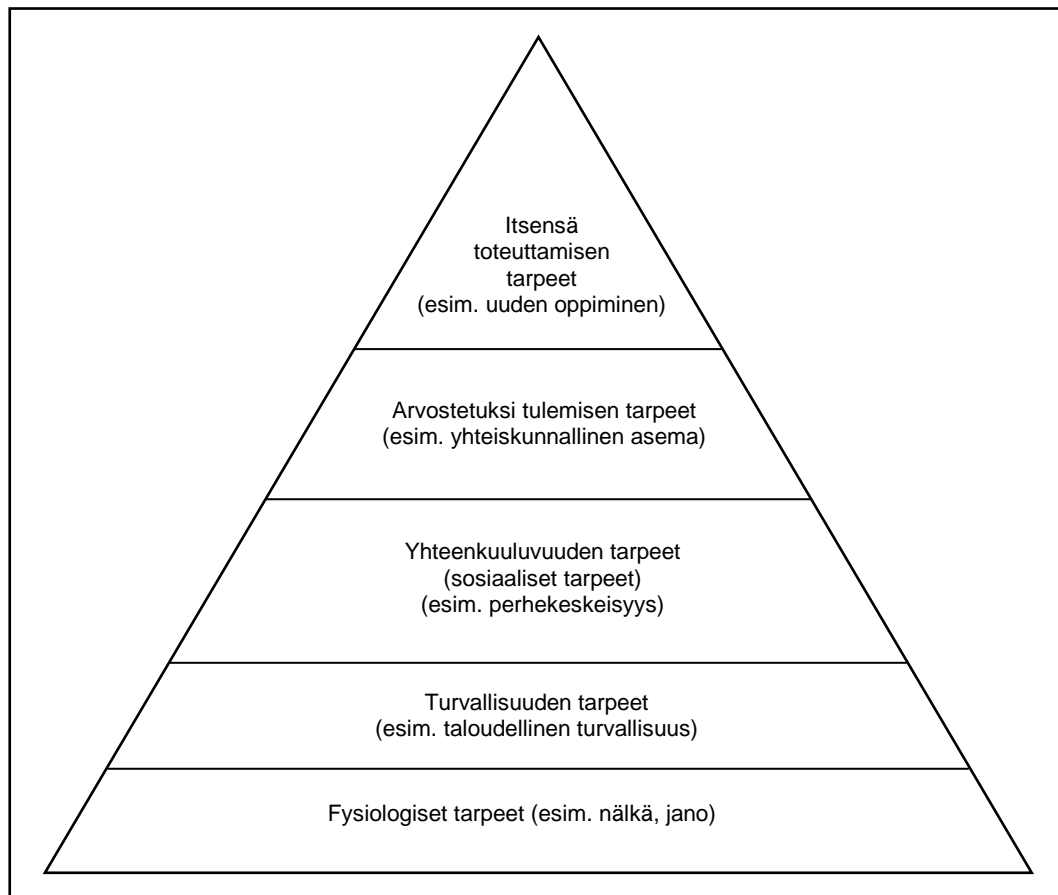 Itsensä
toteuttamisen
tarpeet
(esim. uuden oppiminen)
Arvostetuksi tulemisen tarpeet
(esim. yhteiskunnallinen asema)
Yhteenkuuluvuuden tarpeet
(sosiaaliset tarpeet)
(esim. perhekeskeisyys)
Turvallisuuden tarpeet
(esim. taloudellinen turvallisuus)
Fysiologiset tarpeet (esim. nälkä, jano)